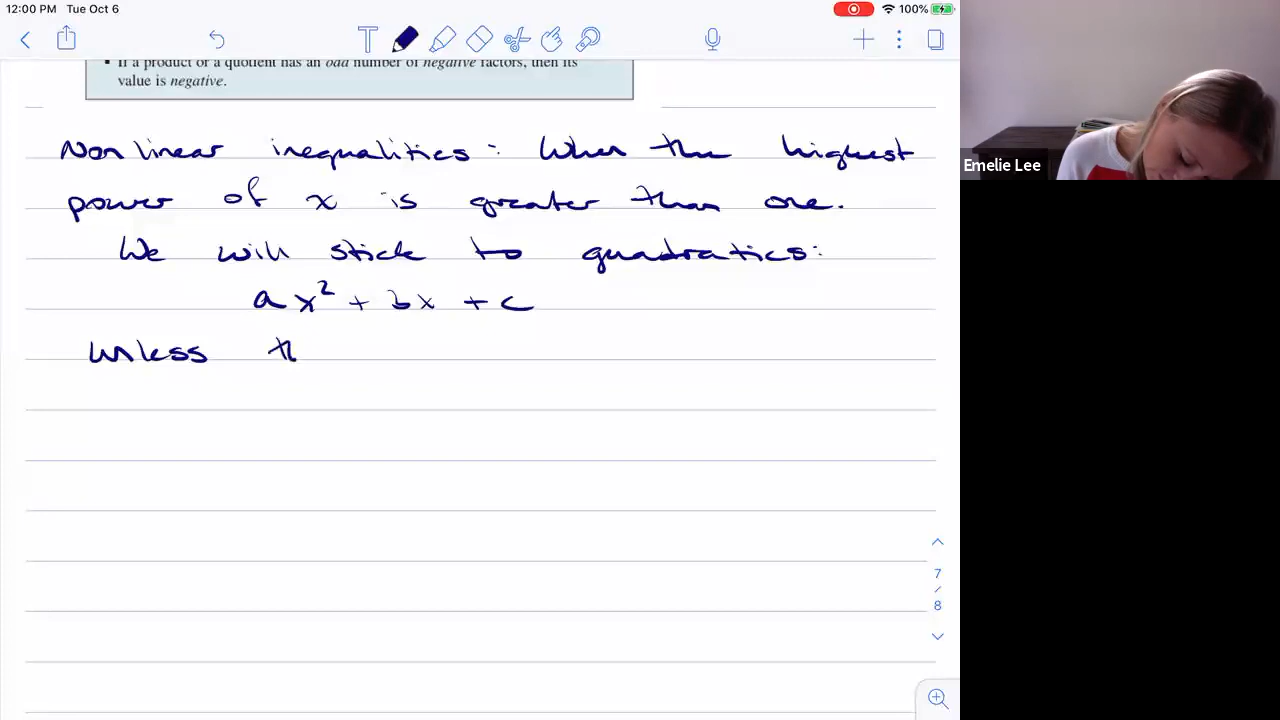 12:00 PM Tue Oct 6
100%
• If a product or a quotient has an odd number of negative factors, then its
value is negative.
Nonlinear inequalities: When the highest
power of x is greater than one.
We will stick to quadratics:
ax² + bx + c
unless th
7
/
8
Emelie Lee